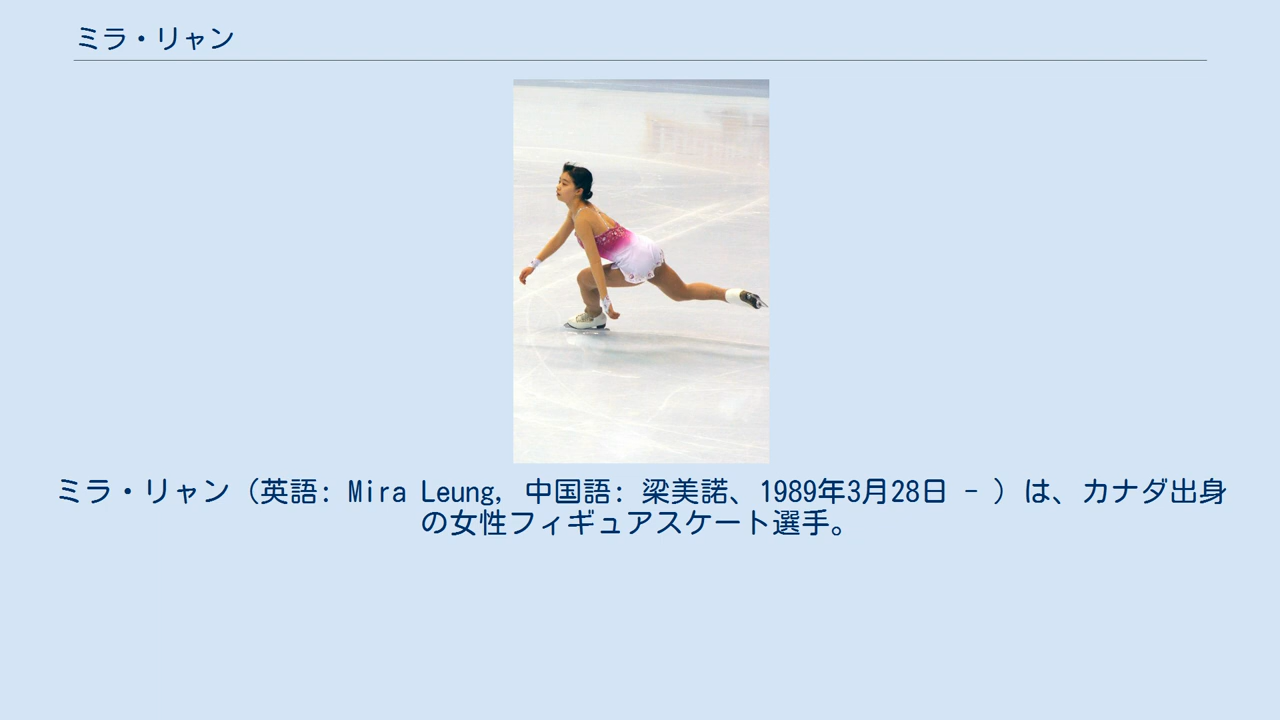 ミラ・リャン
ミラ・リャン（英語: Mira Leung, 中国語: 梁美諾、1989年3月28日 - ）は、カナダ出身
の女性フィギュアスケート選手。